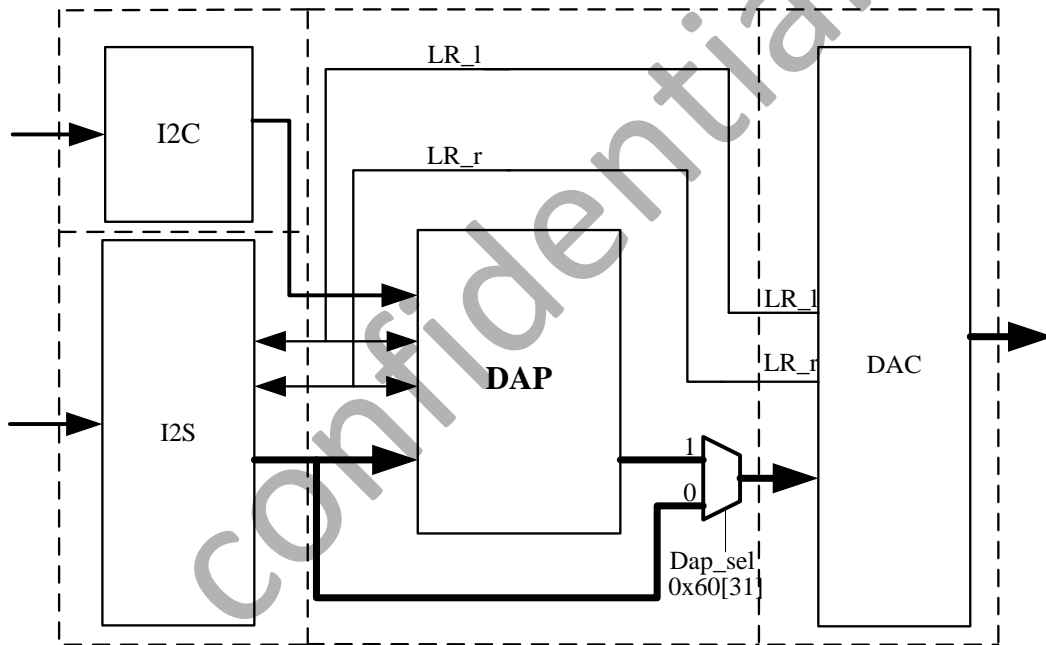 LR_l
I2C
LR_r
LR_l
LR_r
DAP
DAC
I2S
1
0
Dap_sel
0x60[31]
confidential